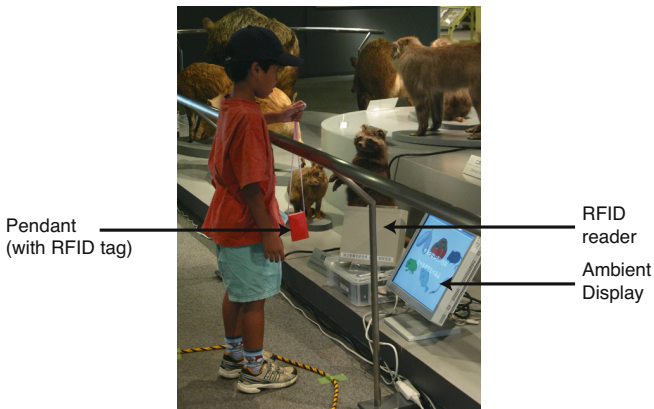 Pendant
(with RFID tag)
RFID
reader
Ambient
Display